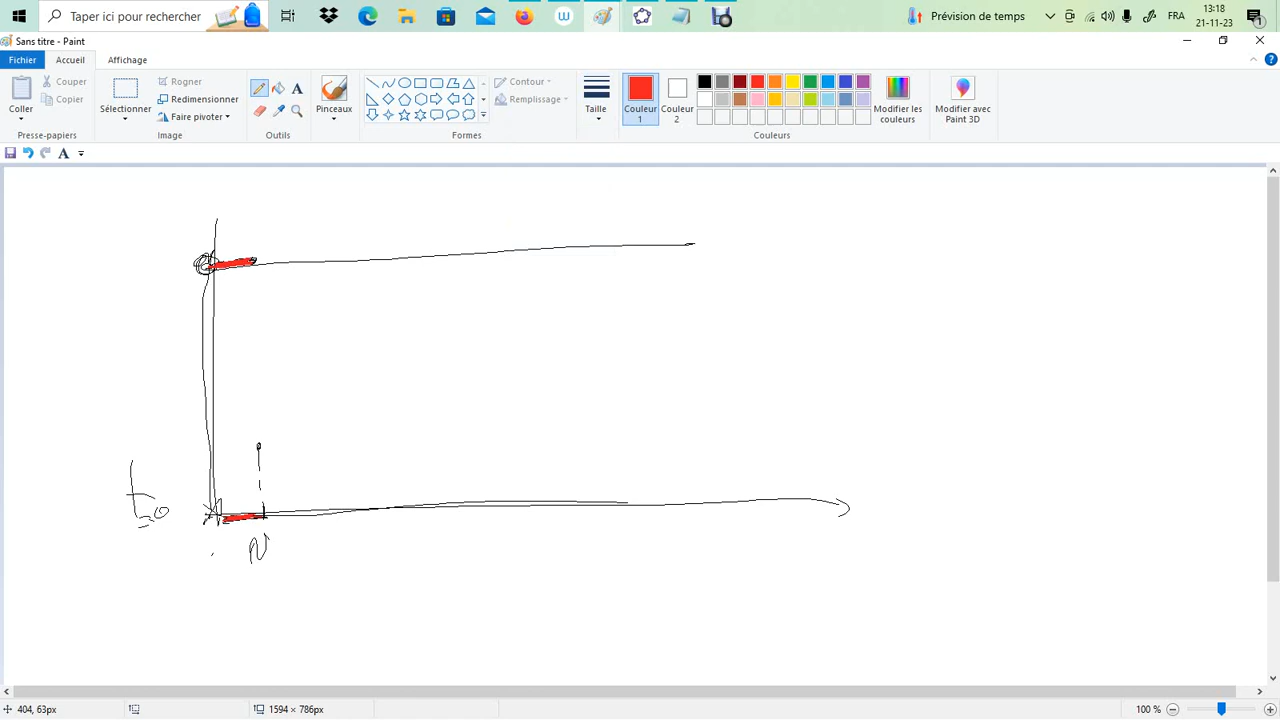 Taper ici pour rechercher
Prévision de temps
FRA
13:18
21-11-23
1
Sans titre - Paint
Fichier
Accueil
Affichage
?
Coller
Couper
Copier
Presse-papiers
Sélectionner
Rogner
Redimensionner
Faire pivoter
Image
A
Outils
Pinceaux
Contour
Remplissage
Formes
Taille
Couleur
1
Couleur
2
Couleurs
Modifier les
couleurs
Modifier avec
Paint 3D
A
to
N
404, 63px
1594 × 786px
100 %